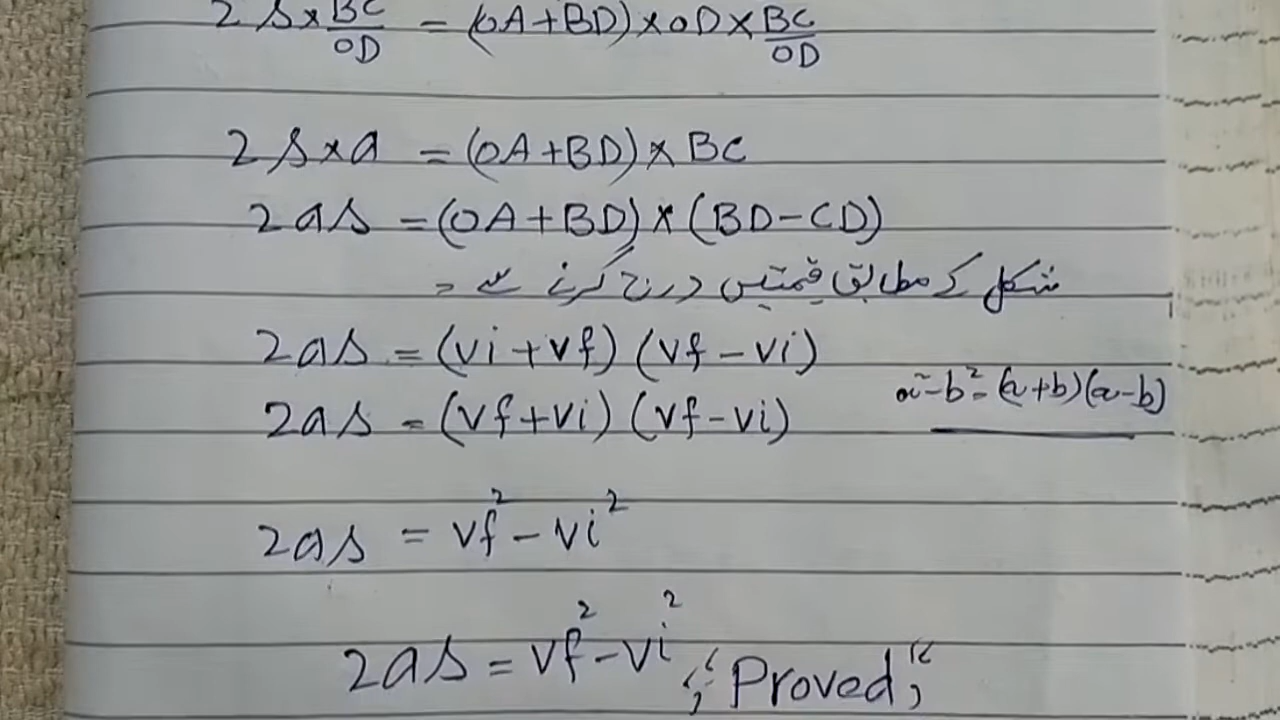 2 S × BC/OD = (OA+BD) × OD × BC/OD
2 S × a = (OA+BD) × BC
2as = (OA+BD) × (BD-CD)
شکل کے مطابق قیمتیں درج کرنے سے
2as = (vi+vf) (vf-vi)
a²-b² = (a+b)(a-b)
2as = (vf+vi) (vf-vi)
2as = vf² - vi²
2as = vf² - vi² ,“Proved,”